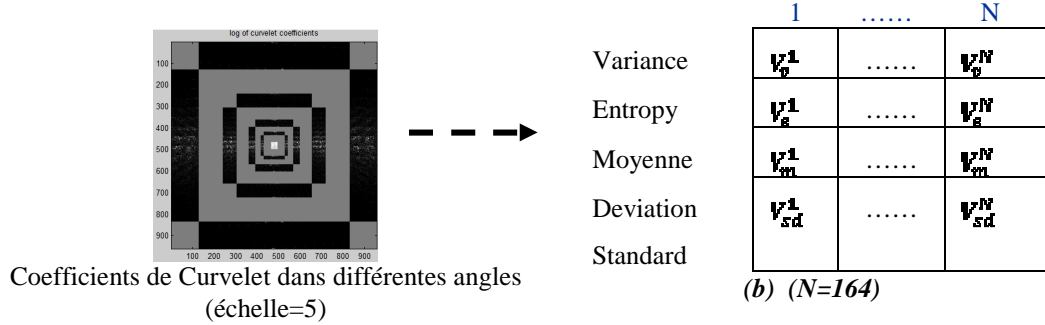 log of curvelet coefficients
100
200
300
400
500
600
700
800
900
100 200 300 400 500 600 700 800 900
Coefficients de Curvelet dans différentes angles
(échelle=5)
1 …… N
Variance V_v^1 …… V_v^N
Entropy V_e^1 …… V_e^N
Moyenne V_m^1 …… V_m^N
Deviation V_sd^1 …… V_sd^N
Standard
(b) (N=164)